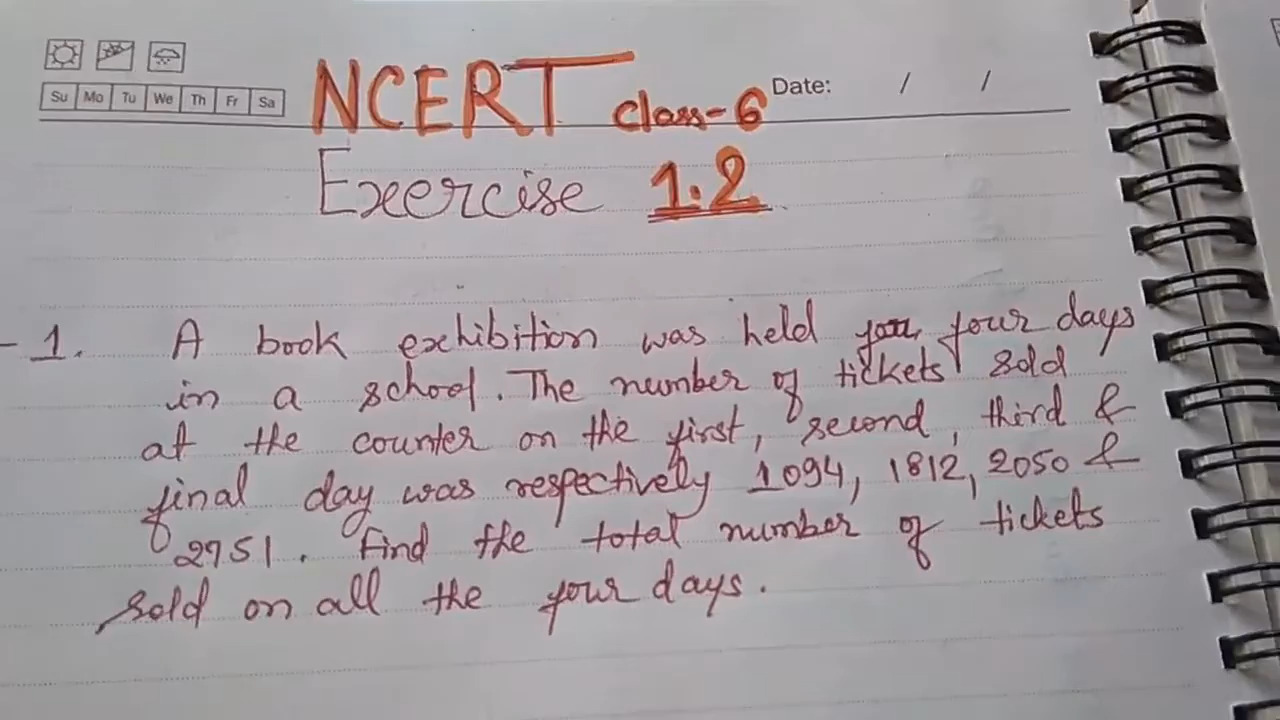 Su Mo Tu We Th Fr Sa
NCERT class-6
Date: / /
Exercise 1.2
1. A book exhibition was held four days
in a school. The number of tickets sold
at the counter on the first, second, third &
final day was respectively 1094, 1812, 2050 &
2751. Find the total number of tickets
sold on all the four days.